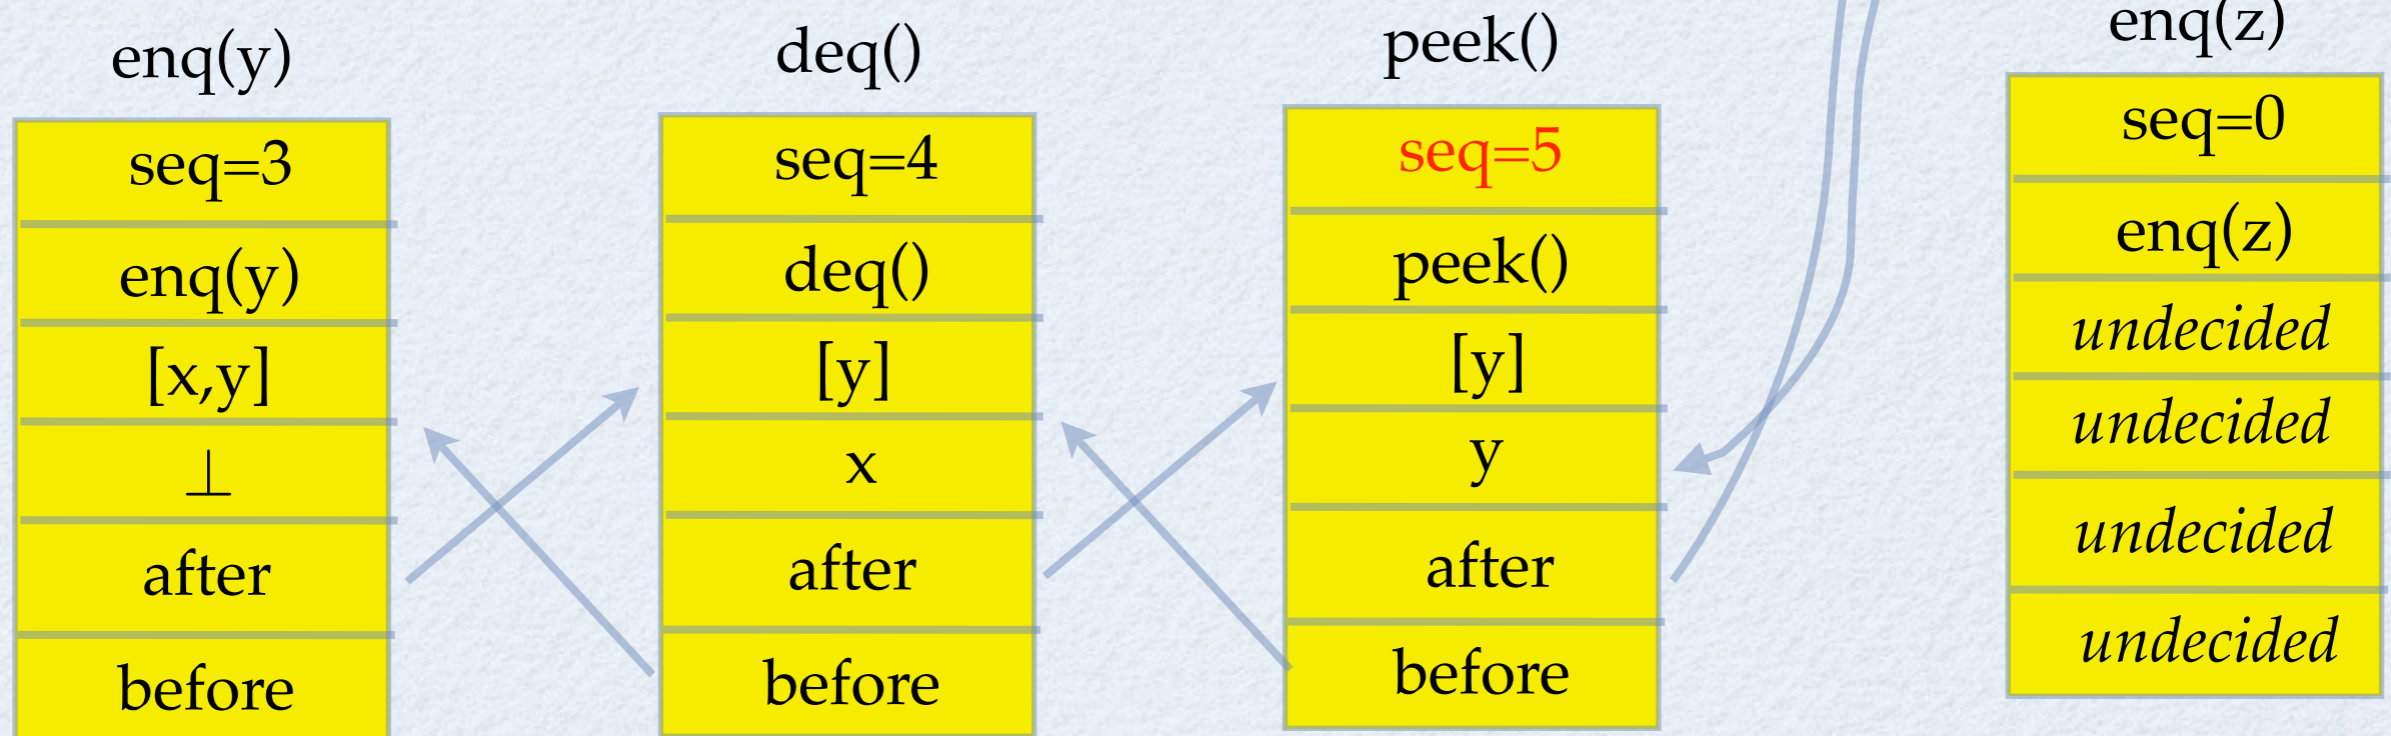 enq(y)
seq=3
enq(y)
[x,y]
⊥
after
before
deq()
seq=4
deq()
[y]
x
after
before
peek()
seq=5
peek()
[y]
y
after
before
enq(z)
seq=0
enq(z)
undecided
undecided
undecided
undecided